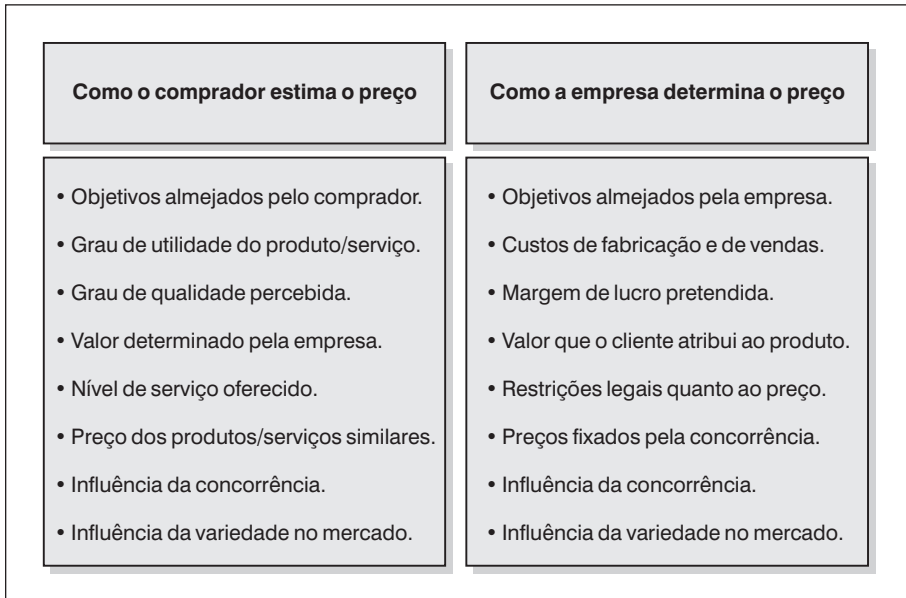 Como o comprador estima o preço
• Objetivos almejados pelo comprador.
• Grau de utilidade do produto/serviço.
• Grau de qualidade percebida.
• Valor determinado pela empresa.
• Nível de serviço oferecido.
• Preço dos produtos/serviços similares.
• Influência da concorrência.
• Influência da variedade no mercado.
Como a empresa determina o preço
• Objetivos almejados pela empresa.
• Custos de fabricação e de vendas.
• Margem de lucro pretendida.
• Valor que o cliente atribui ao produto.
• Restrições legais quanto ao preço.
• Preços fixados pela concorrência.
• Influência da concorrência.
• Influência da variedade no mercado.